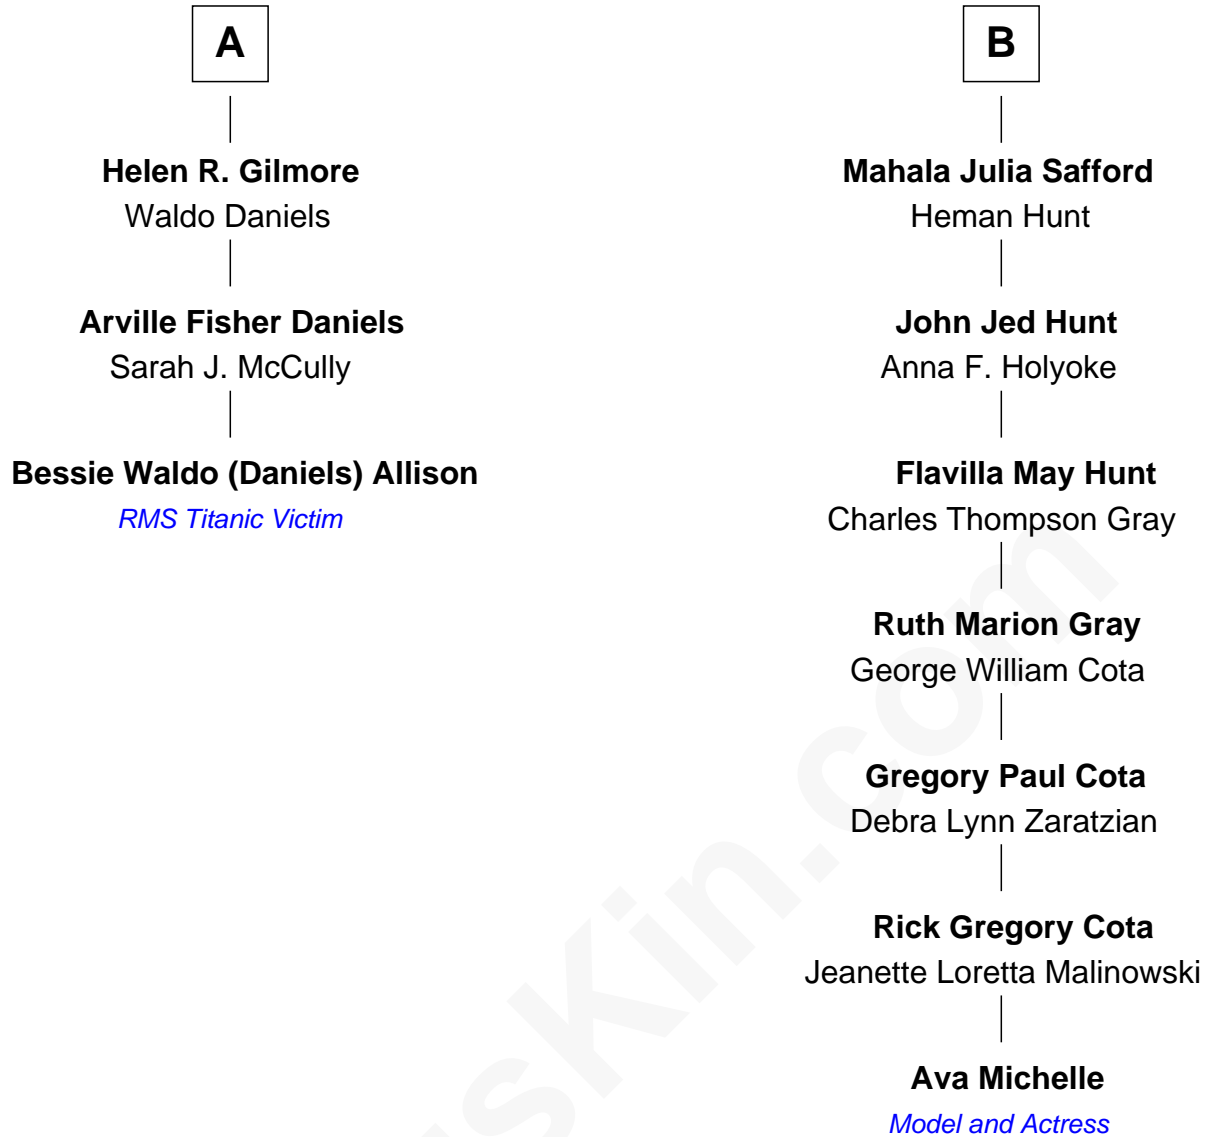 A
Helen R. Gilmore
Waldo Daniels
Arville Fisher Daniels
Sarah J. McCully
Bessie Waldo (Daniels) Allison
RMS Titanic Victim
B
Mahala Julia Safford
Heman Hunt
John Jed Hunt
Anna F. Holyoke
Flavilla May Hunt
Charles Thompson Gray
Ruth Marion Gray
George William Cota
Gregory Paul Cota
Debra Lynn Zaratzian
Rick Gregory Cota
Jeanette Loretta Malinowski
Ava Michelle
Model and Actress
sKin.com